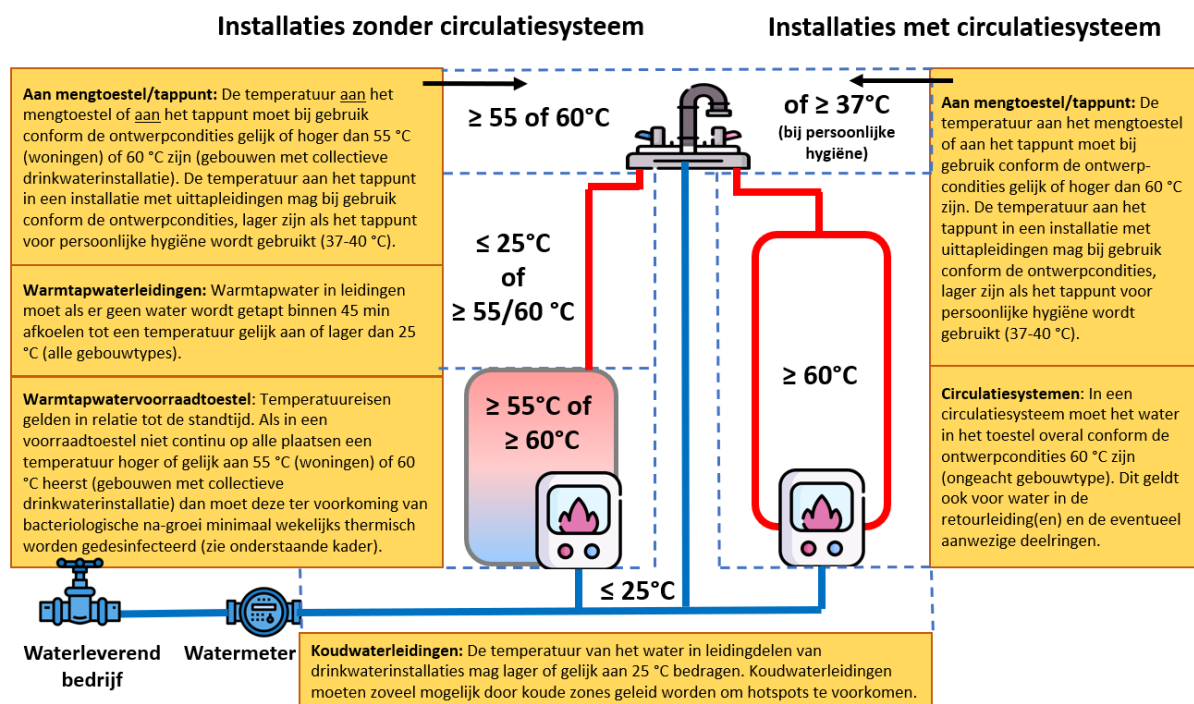 Installaties zonder circulatiesysteem
Installaties met circulatiesysteem
Aan mengtoestel/tappunt: De temperatuur aan het
mengtoestel of aan het tappunt moet bij gebruik
conform de ontwerpcondities gelijk of hoger dan 55 °C
(woningen) of 60 °C zijn (gebouwen met collectieve
drinkwaterinstallatie). De temperatuur aan het tappunt
in een installatie met uittapleidingen mag bij gebruik
conform de ontwerpcondities, lager zijn als het tappunt
voor persoonlijke hygiëne wordt gebruikt (37-40 °C).
Warmtapwaterleidingen: Warmtapwater in leidingen
moet als er geen water wordt getapt binnen 45 min
afkoelen tot een temperatuur gelijk aan of lager dan 25
°C (alle gebouwtypes).
Warmtapwatervoorraadtoestel: Temperatuureisen
gelden in relatie tot de standtijd. Als in een
voorraadtoestel niet continu op alle plaatsen een
temperatuur hoger of gelijk aan 55 °C (woningen) of 60
°C heerst (gebouwen met collectieve
drinkwaterinstallatie) dan moet deze ter voorkoming van
bacteriologische na-groei minimaal wekelijks thermisch
worden gedesinfecteerd (zie onderstaande kader).
≥ 55 of 60°C
of ≥ 37°C
(bij persoonlijke
hygiëne)
≤ 25°C
of
≥ 55/60 °C
≥ 55°C of
≥ 60°C
≥ 60°C
≤ 25°C
Aan mengtoestel/tappunt: De
temperatuur aan het mengtoestel
of aan het tappunt moet bij
gebruik conform de ontwerp-
condities gelijk of hoger dan 60 °C
zijn. De temperatuur aan het
tappunt in een installatie met
uittapleidingen mag bij gebruik
conform de ontwerpcondities,
lager zijn als het tappunt voor
persoonlijke hygiëne wordt
gebruikt (37-40 °C).
Circulatiesystemen: In een
circulatiesysteem moet het water
in het toestel overal conform de
ontwerpcondities 60 °C zijn
(ongeacht gebouwtype). Dit geldt
ook voor water in de
retourleiding(en) en de eventueel
aanwezige deelringen.
Waterleverend
bedrijf
Watermeter
Koudwaterleidingen: De temperatuur van het water in leidingdelen van
drinkwaterinstallaties mag lager of gelijk aan 25 °C bedragen. Koudwaterleidingen
moeten zoveel mogelijk door koude zones geleid worden om hotspots te voorkomen.